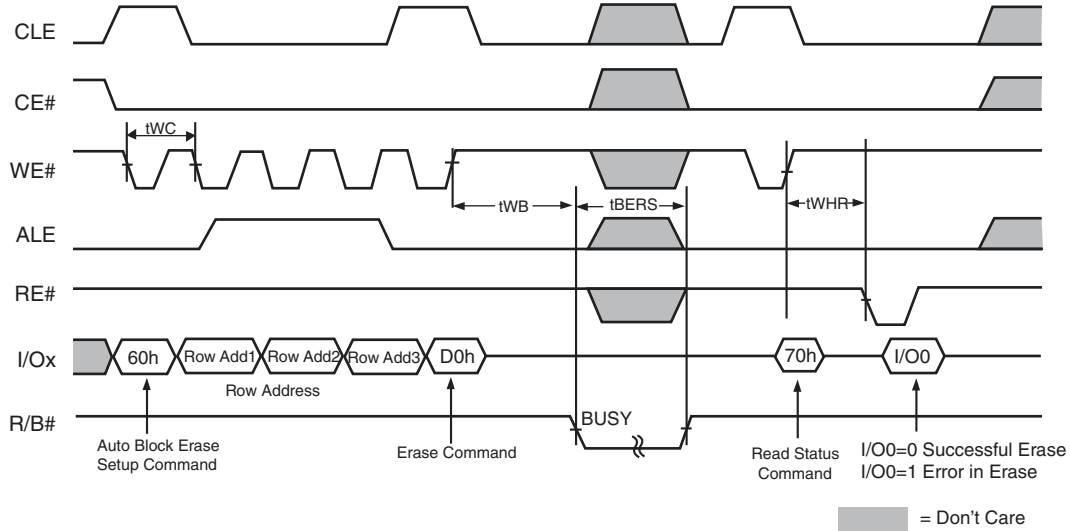 CLE
CE#
tWC
WE#
tWB
tBERS
tWHR
ALE
RE#
I/Ox
60h
Row Add1
Row Add2
Row Add3
D0h
70h
I/O0
Row Address
R/B#
BUSY
Auto Block Erase
Setup Command
Erase Command
Read Status
Command
I/O0=0 Successful Erase
I/O0=1 Error in Erase
= Don't Care